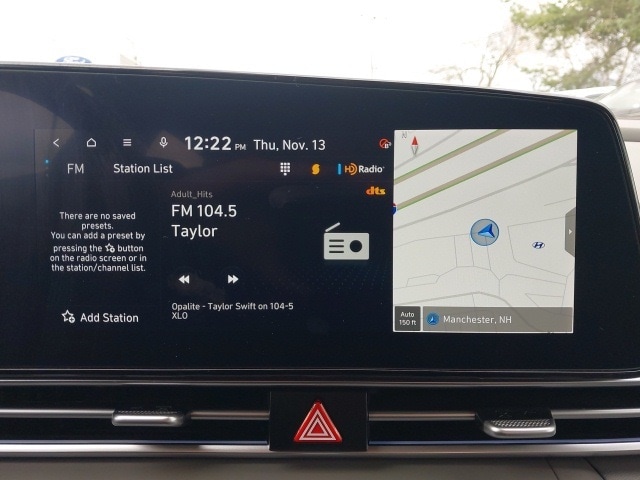 12:22 PM Thu, Nov. 13
FM Station List HD Radio
dts
There are no saved
presets.
You can add a preset by
pressing the button
on the radio screen or in
the station/channel list.
Add Station
Adult_Hits
FM 104.5
Taylor
Opalite - Taylor Swift on 104-5
XLO
N
Auto
150 ft
Manchester, NH